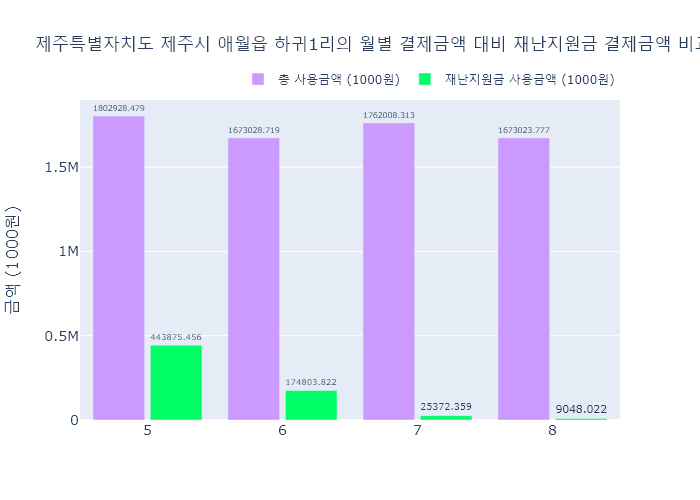 제주특별자치도 제주시 애월읍 하귀1리의 월별 결제금액 대비 재난지원금 결제금액
총 사용금액 (1000원) 재난지원금 사용금액 (1000원)
금액 (1000원)
1802928.479 1673028.719 1762008.313 1673023.777
1.5M
1M
0.5M
443875.456 174803.822 25372.359 9048.022
0
5 6 7 8